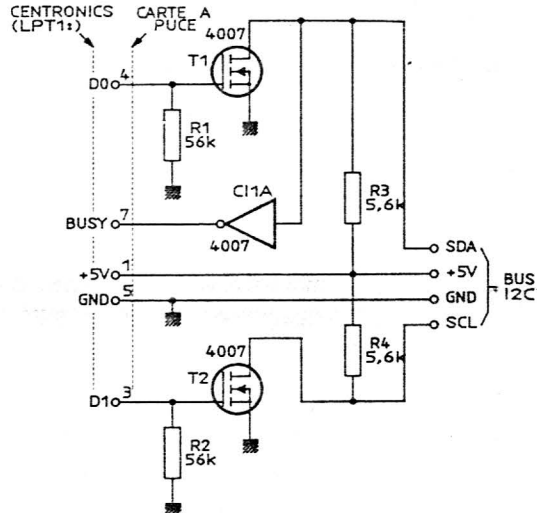 CENTRONICS
(LPT1:)
CARTE A
PUCE
4007
T1
D0 4
R1
56k
CI1A
R3
5,6k
BUSY 7
4007
SDA
+5V 1
+5V
BUS
I2C
GND 5
GND
SCL
4007
R4
5,6k
T2
D1 3
R2
56k